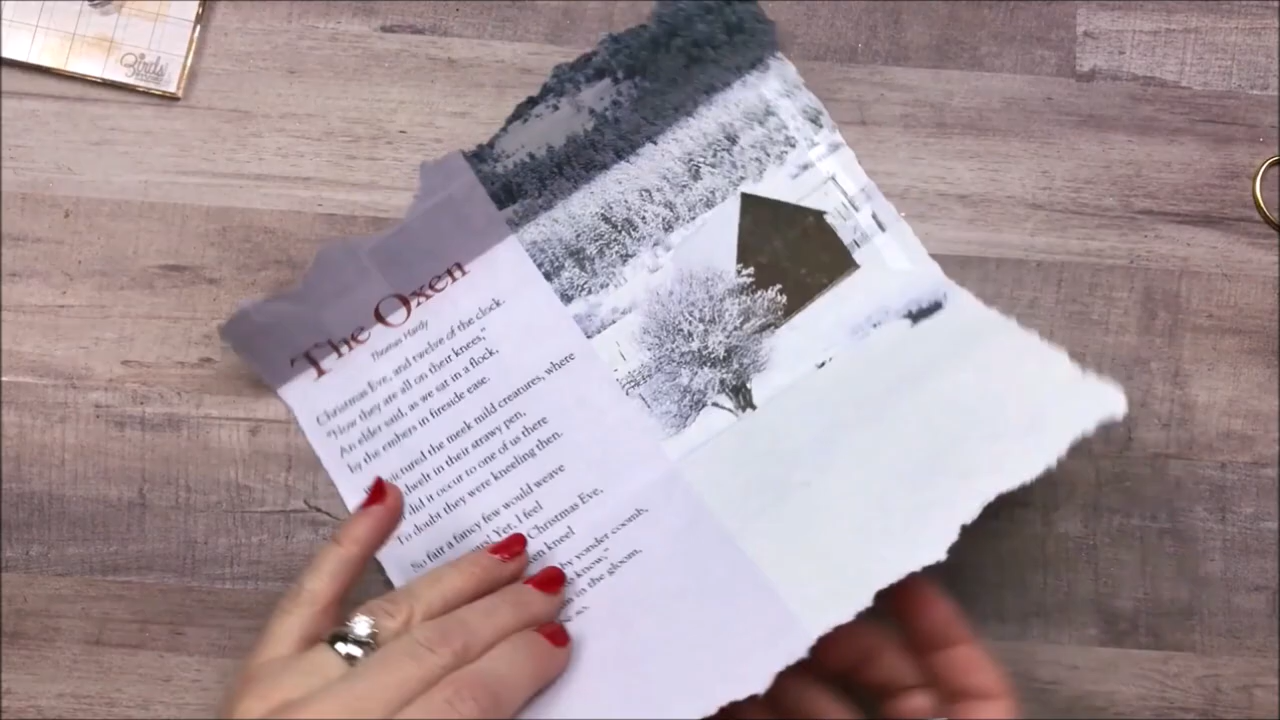 Birds
The Oxen
Thomas Hardy
Christmas Eve, and twelve of the clock.
"Now they are all on their knees,"
An elder said, as we sat in a flock,
by the embers in fireside ease.
pictured the meek mild creatures, where
dwelt in their strawy pen,
did it occur to one of us there
To doubt they were kneeling then.
So fair a fancy few would weave
Yet, I feel
Christmas Eve,
kneel
by yonder coomb,
to know,"
in the gloom,
so.